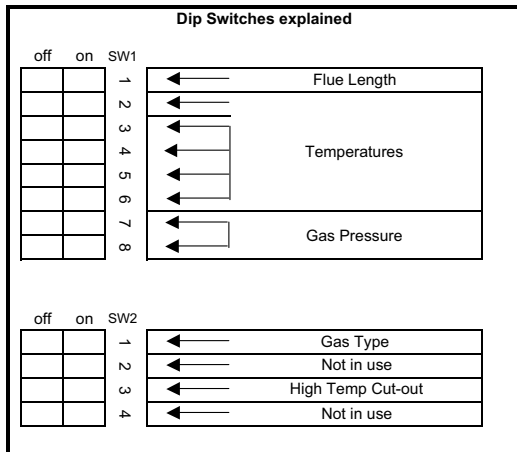 Dip Switches explained
off on SW1
1 Flue Length
2
3
4 Temperatures
5
6
7
8 Gas Pressure
off on SW2
1 Gas Type
2 Not in use
3 High Temp Cut-out
4 Not in use